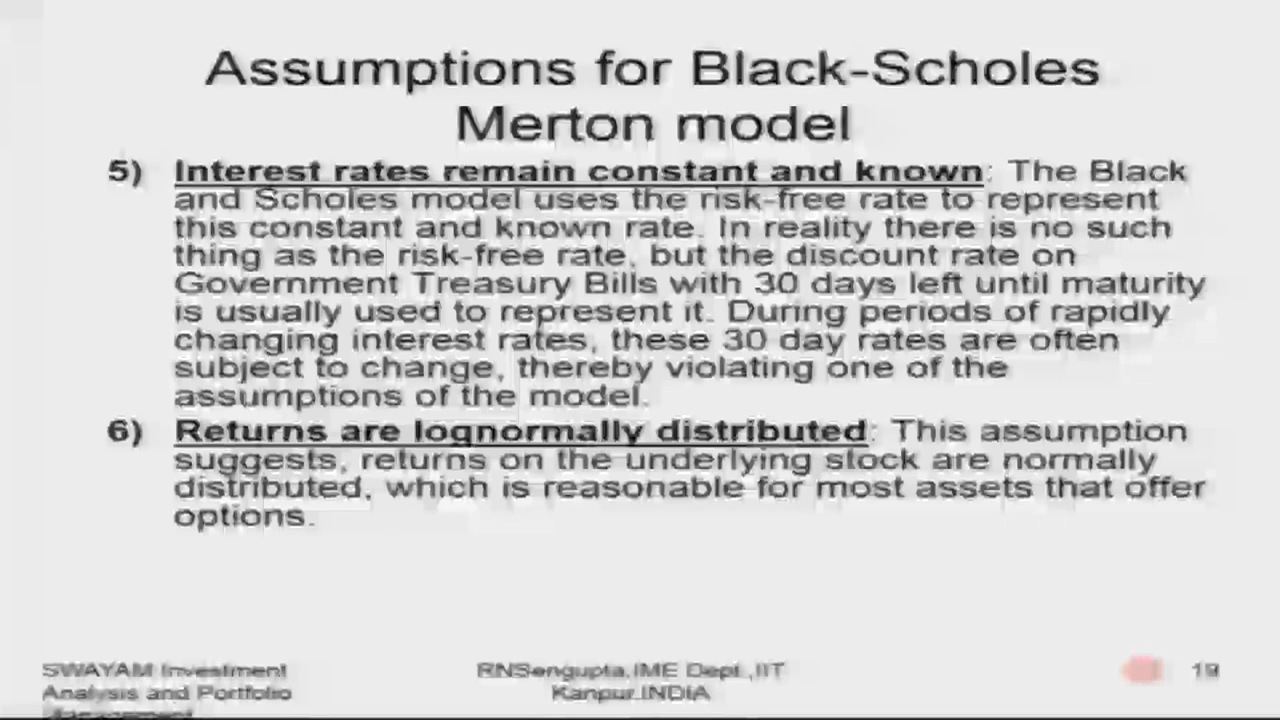 Assumptions for Black-Scholes
Merton model
5) Interest rates remain constant and known: The Black
and Scholes model uses the risk-free rate to represent
this constant and known rate. In reality there is no such
thing as the risk-free rate, but the discount rate on
Government Treasury Bills with 30 days left until maturity
is usually used to represent it. During periods of rapidly
changing interest rates, these 30 day rates are often
subject to change, thereby violating one of the
assumptions of the model.
6) Returns are lognormally distributed: This assumption
suggests, returns on the underlying stock are normally
distributed, which is reasonable for most assets that offer
options.
SWAYAM Investment
Analysis and Portfolio
Management
RNSengupta,IME Dept.,IIT
Kanpur,INDIA
19